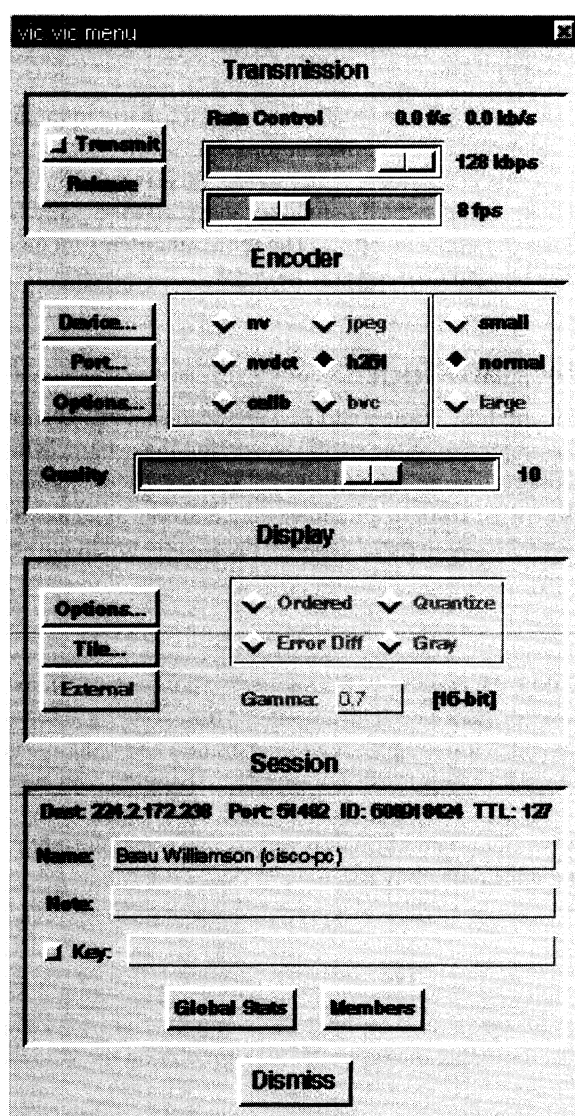 vic vic menu
Transmission
Rate Control 0.0 f/s 0.0 kb/s
Transmit
128 kbps
Release
8 fps
Encoder
Device... nv jpeg small
Port... nvdct h261 normal
Options... cellb bvc large
Quality 10
Display
Options... Ordered Quantize
Tile... Error Diff Gray
External Gamma: 0.7 [16-bit]
Session
Dest: 224.2.172.238 Port: 51482 TTL: 127
Name: Beau Williamson (cisco-pc)
Note:
Key:
Global Stats Members
Dismiss